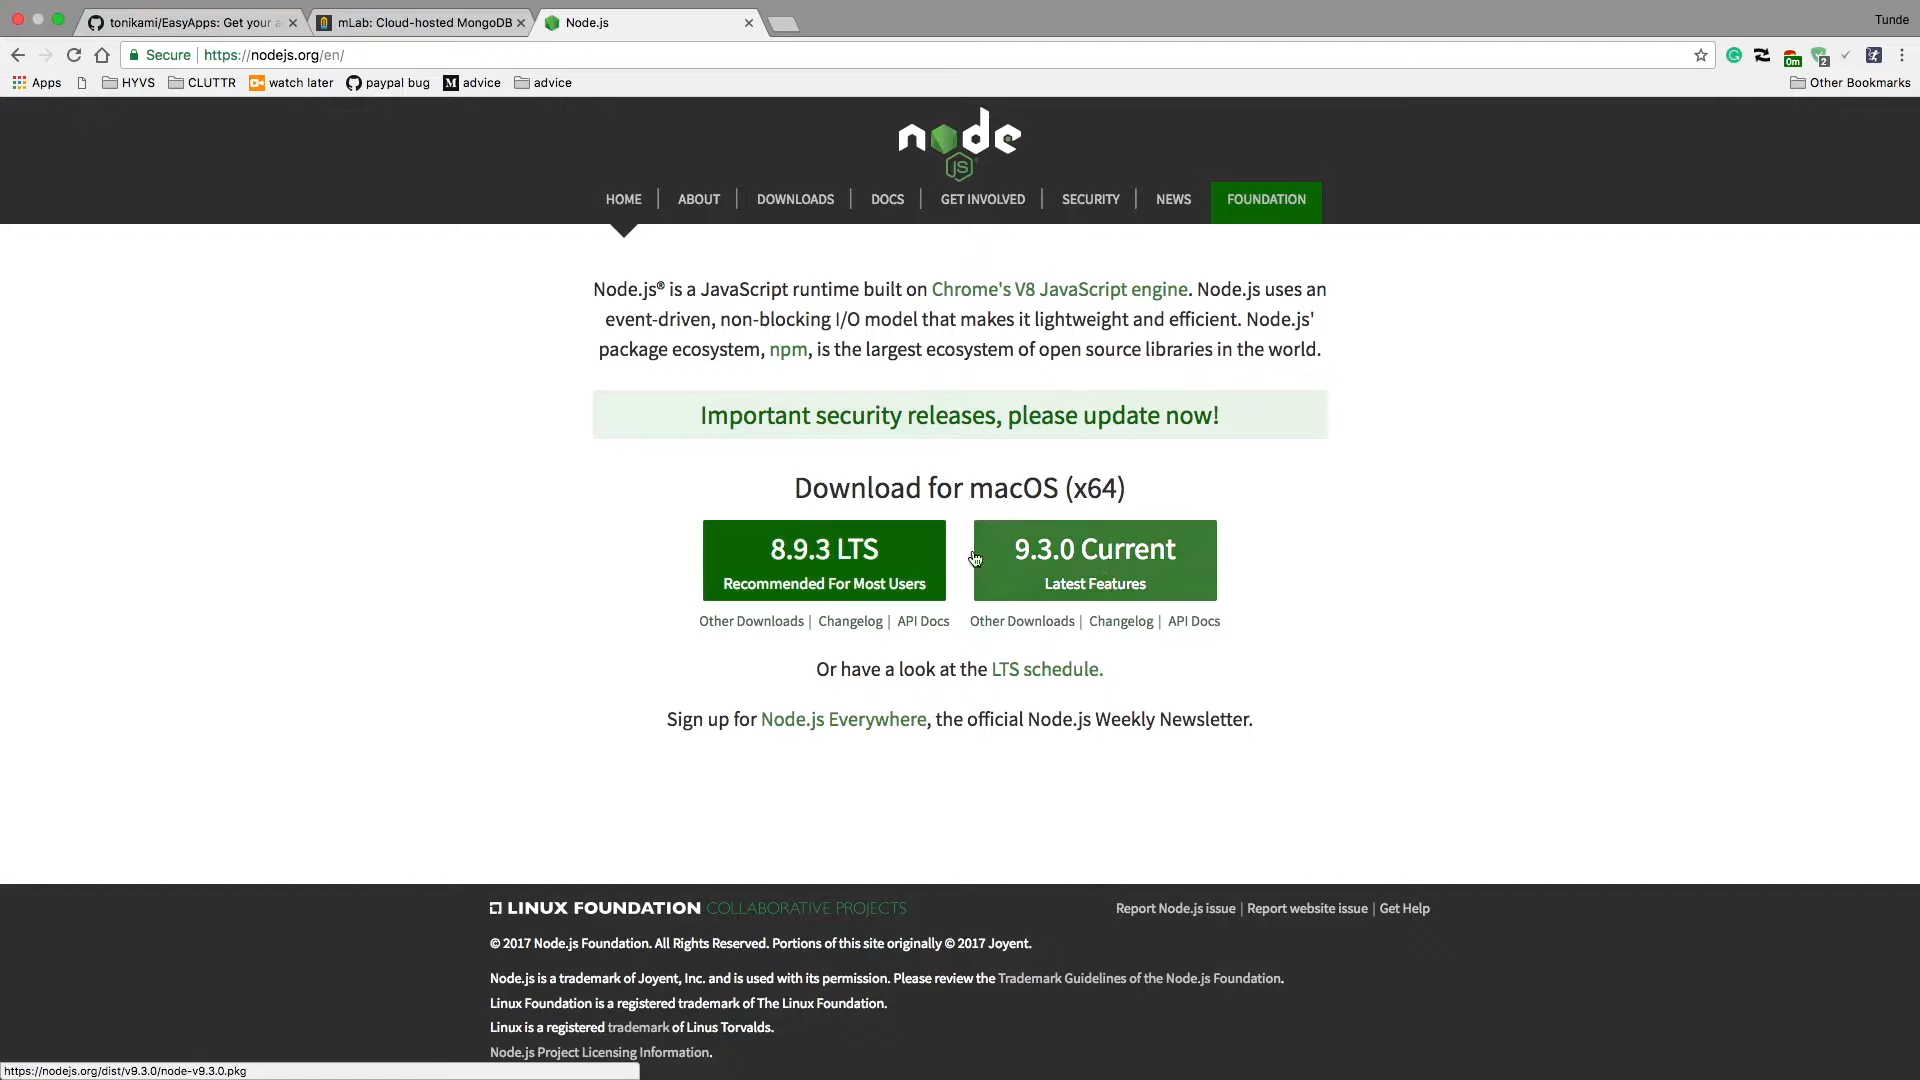 tonikami/EasyApps: Get your a
mLab: Cloud-hosted MongoDB
Node.js
Tunde
Secure
https://nodejs.org/en/
0m
2
Apps
HYVS
CLUTTR
watch later
paypal bug
M
advice
advice
Other Bookmarks
node
JS
HOME
ABOUT
DOWNLOADS
DOCS
GET INVOLVED
SECURITY
NEWS
FOUNDATION
Node.js® is a JavaScript runtime built on Chrome's V8 JavaScript engine. Node.js uses an
event-driven, non-blocking I/O model that makes it lightweight and efficient. Node.js'
package ecosystem, npm, is the largest ecosystem of open source libraries in the world.
Important security releases, please update now!
Download for macOS (x64)
8.9.3 LTS
Recommended For Most Users
9.3.0 Current
Latest Features
Other Downloads | Changelog | API Docs
Other Downloads | Changelog | API Docs
Or have a look at the LTS schedule.
Sign up for Node.js Everywhere, the official Node.js Weekly Newsletter.
LINUX FOUNDATION COLLABORATIVE PROJECTS
Report Node.js issue | Report website issue | Get Help
© 2017 Node.js Foundation. All Rights Reserved. Portions of this site originally © 2017 Joyent.
Node.js is a trademark of Joyent, Inc. and is used with its permission. Please review the Trademark Guidelines of the Node.js Foundation.
Linux Foundation is a registered trademark of The Linux Foundation.
Linux is a registered trademark of Linus Torvalds.
Node.js Project Licensing Information.
https://nodejs.org/dist/v9.3.0/node-v9.3.0.pkg